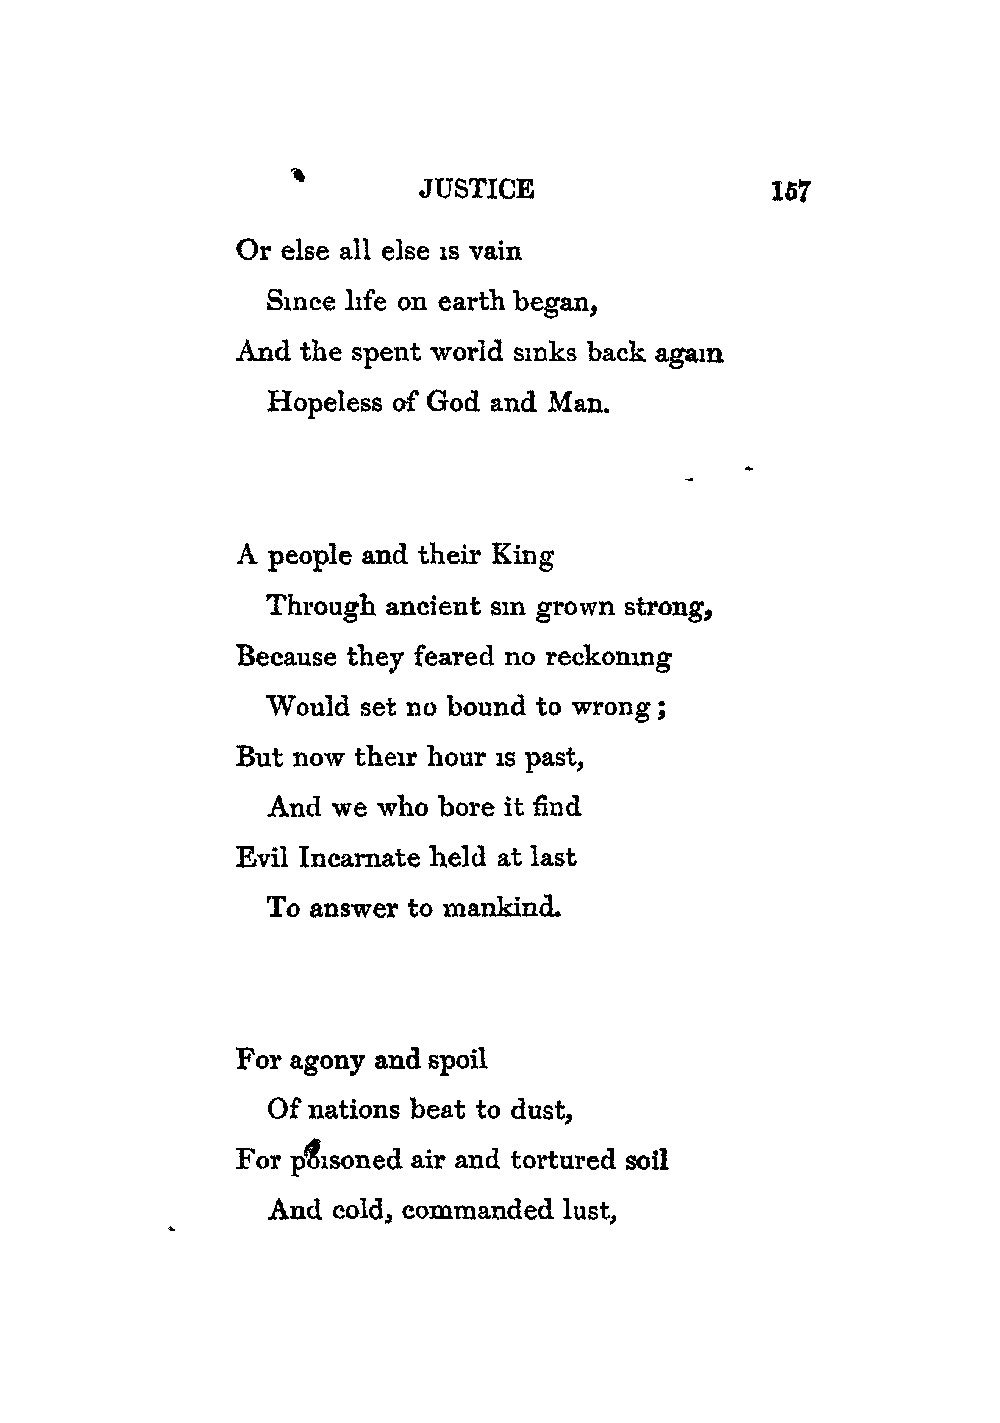 JUSTICE 157
Or else all else is vain
Since life on earth began,
And the spent world sinks back again
Hopeless of God and Man.
A people and their King
Through ancient sin grown strong,
Because they feared no reckoning
Would set no bound to wrong;
But now their hour is past,
And we who bore it find
Evil Incarnate held at last
To answer to mankind.
For agony and spoil
Of nations beat to dust,
For poisoned air and tortured soil
And cold, commanded lust,